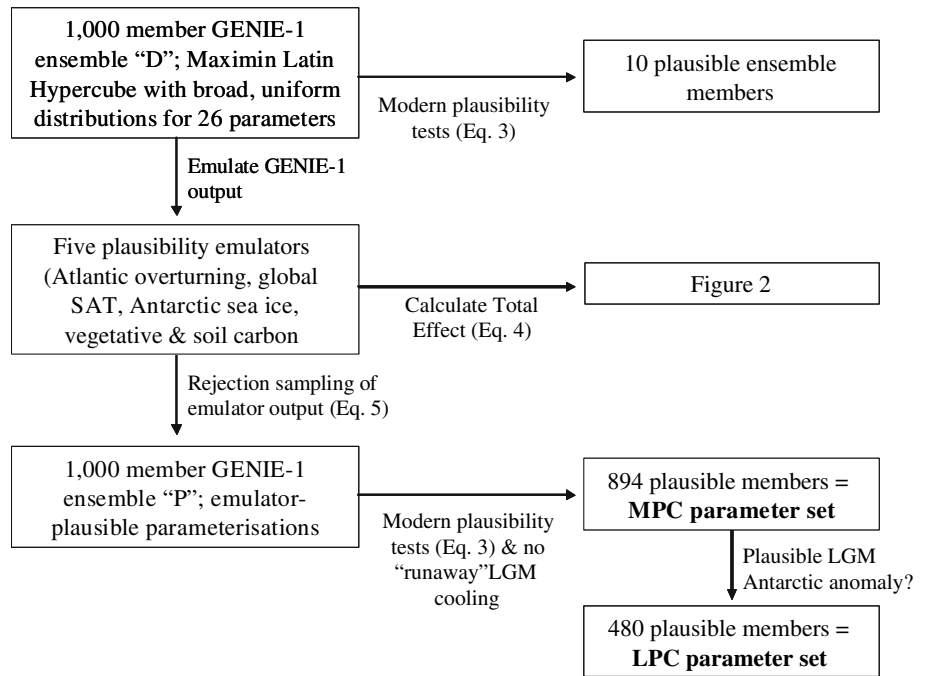 1,000 member GENIE-1
ensemble “D”; Maximin Latin
Hypercube with broad, uniform
distributions for 26 parameters
Modern plausibility
tests (Eq. 3)
10 plausible ensemble
members
Emulate GENIE-1
output
Five plausibility emulators
(Atlantic overturning, global
SAT, Antarctic sea ice,
vegetative & soil carbon
Calculate Total
Effect (Eq. 4)
Figure 2
Rejection sampling of
emulator output (Eq. 5)
1,000 member GENIE-1
ensemble “P”; emulator-
plausible parameterisations
Modern plausibility
tests (Eq. 3) & no
“runaway”LGM
cooling
894 plausible members =
MPC parameter set
Plausible LGM
Antarctic anomaly?
480 plausible members =
LPC parameter set